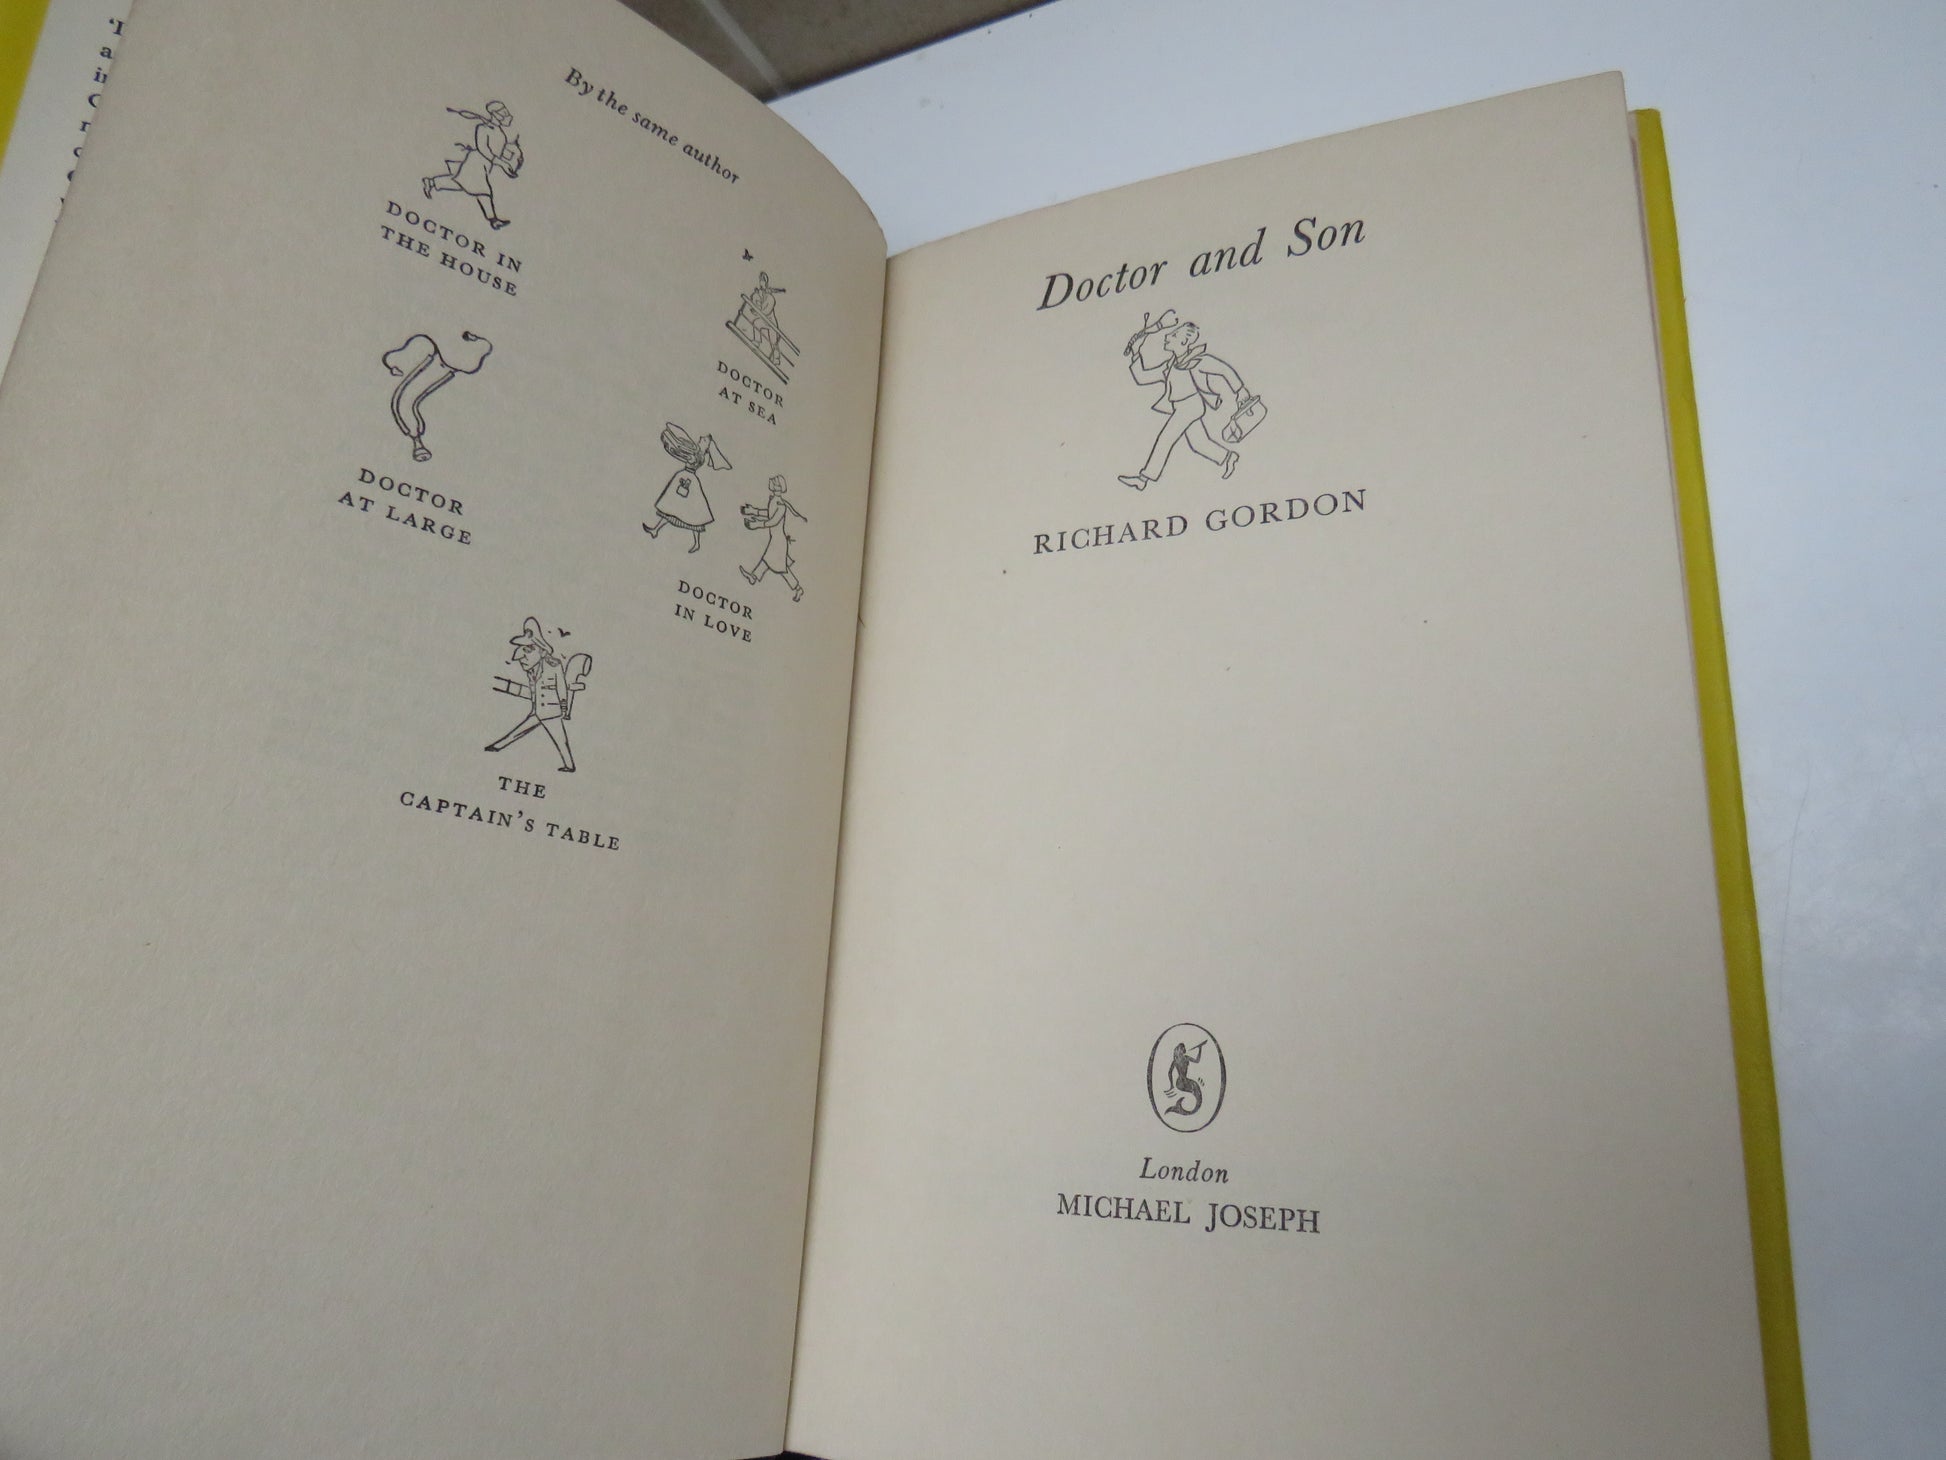 By the same author
DOCTOR IN
THE HOUSE
DOCTOR
AT SEA
DOCTOR
AT LARGE
DOCTOR
IN LOVE
THE
CAPTAIN'S TABLE
Doctor and Son
RICHARD GORDON
London
MICHAEL JOSEPH